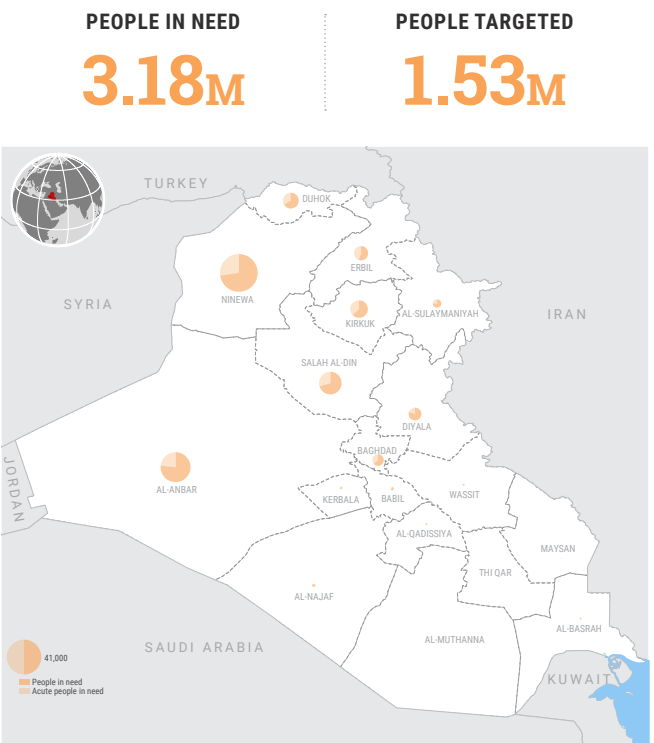 PEOPLE IN NEED
PEOPLE TARGETED
3.18M
1.53M
TURKEY
DUHOK
ERBIL
NINEWA
SYRIA
AL-SULAYMANIYAH
IRAN
KIRKUK
SALAH AL-DIN
DIYALA
BAGHDAD
JORDAN
AL-ANBAR
KERBALA
BABIL
WASSIT
AL-QADISSIYA
MAYSAN
THI QAR
AL-NAJAF
AL-BASRAH
AL-MUTHANNA
SAUDI ARABIA
41,000
KUWAIT
People in need
Acute people in need